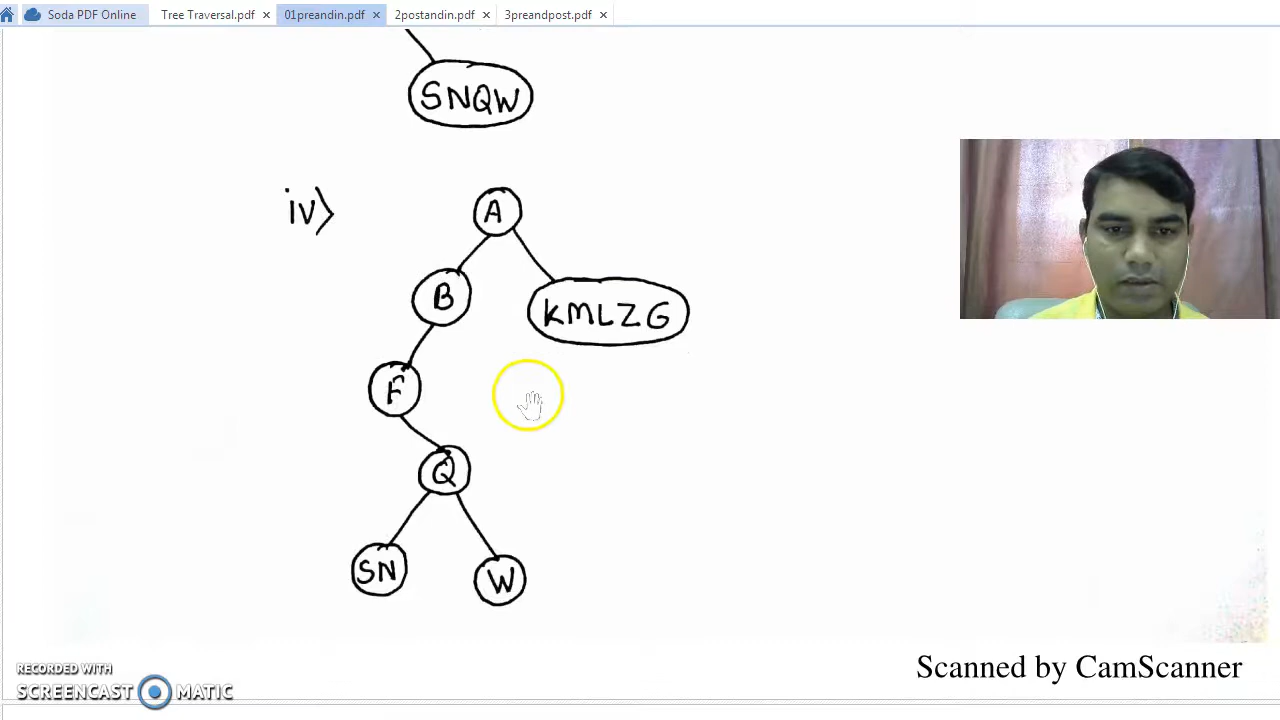 Soda PDF Online Tree Traversal.pdf × 01preandin.pdf × 2postandin.pdf × 3preandpost.pdf ×
SNQW
iv)
A
B
KMLZG
F
Q
SN
W
RECORDED WITH
SCREENCAST MATIC
Scanned by CamScanner